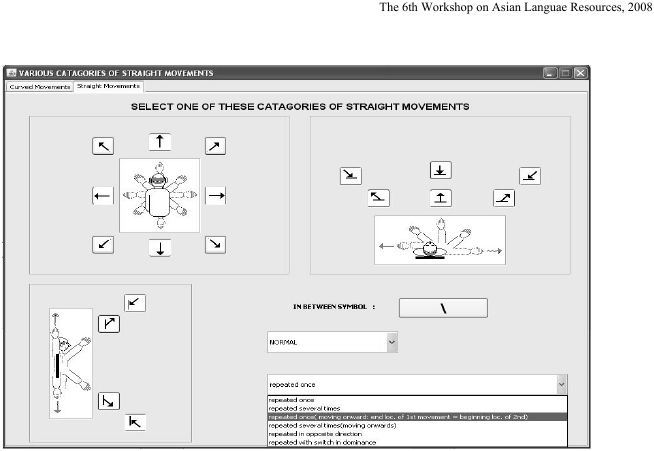 The 6th Workshop on Asian Languae Resources, 2008
VARIOUS CATAGORIES OF STRAIGHT MOVEMENTS
Curved Movements Straight Movements
SELECT ONE OF THESE CATAGORIES OF STRAIGHT MOVEMENTS
IN BETWEEN SYMBOL : \
NORMAL
repeated once
repeated once
repeated several times
repeated once( moving onward: end loc. of 1st movement = beginning loc. of 2nd)
repeated several times(moving onwards)
repeated in opposite direction
repeated with switch in dominance